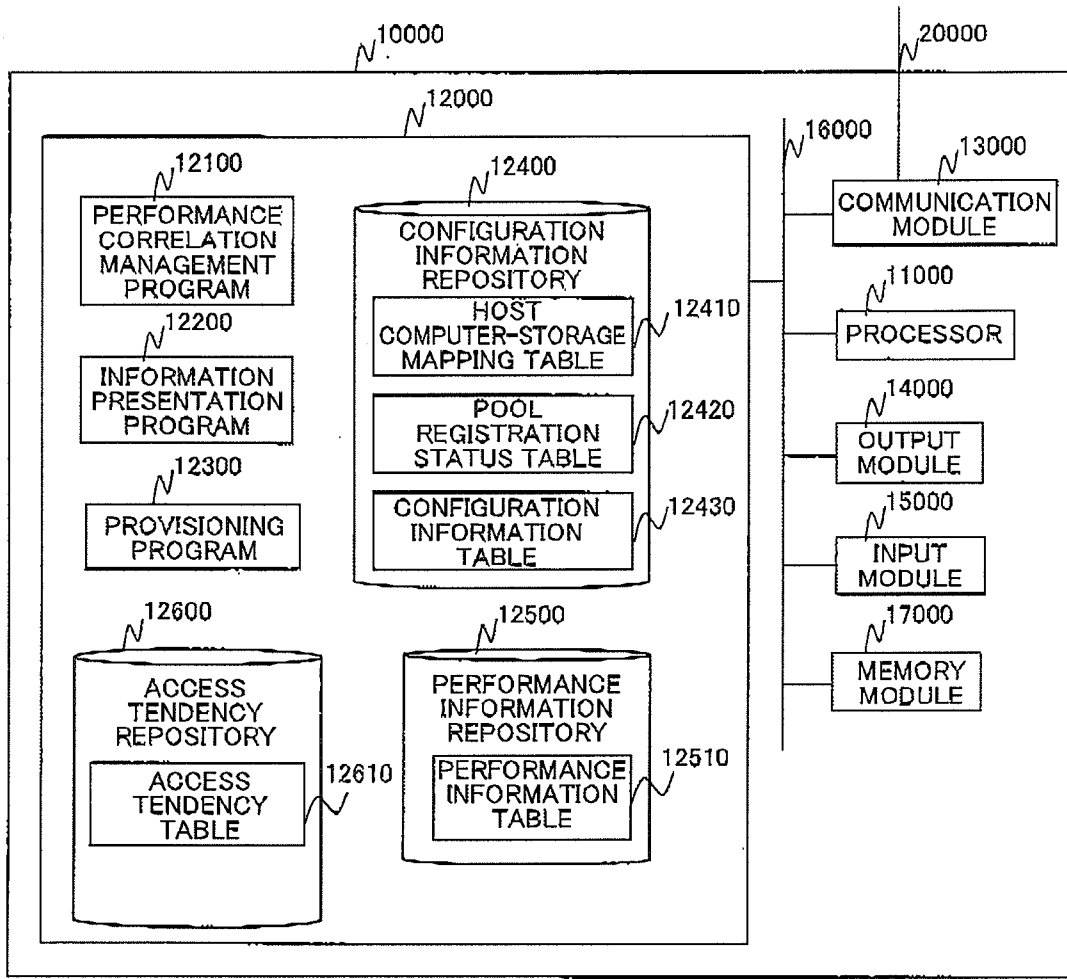 10000
20000
12000
16000
12100
PERFORMANCE
CORRELATION
MANAGEMENT
PROGRAM
12200
INFORMATION
PRESENTATION
PROGRAM
12300
PROVISIONING
PROGRAM
12400
CONFIGURATION
INFORMATION
REPOSITORY
HOST
COMPUTER-STORAGE
MAPPING TABLE
12410
POOL
REGISTRATION
STATUS TABLE
12420
CONFIGURATION
INFORMATION
TABLE
12430
12600
ACCESS
TENDENCY
REPOSITORY
ACCESS
TENDENCY
TABLE
12610
12500
PERFORMANCE
INFORMATION
REPOSITORY
PERFORMANCE
INFORMATION
TABLE
12510
13000
COMMUNICATION
MODULE
11000
PROCESSOR
14000
OUTPUT
MODULE
15000
INPUT
MODULE
17000
MEMORY
MODULE